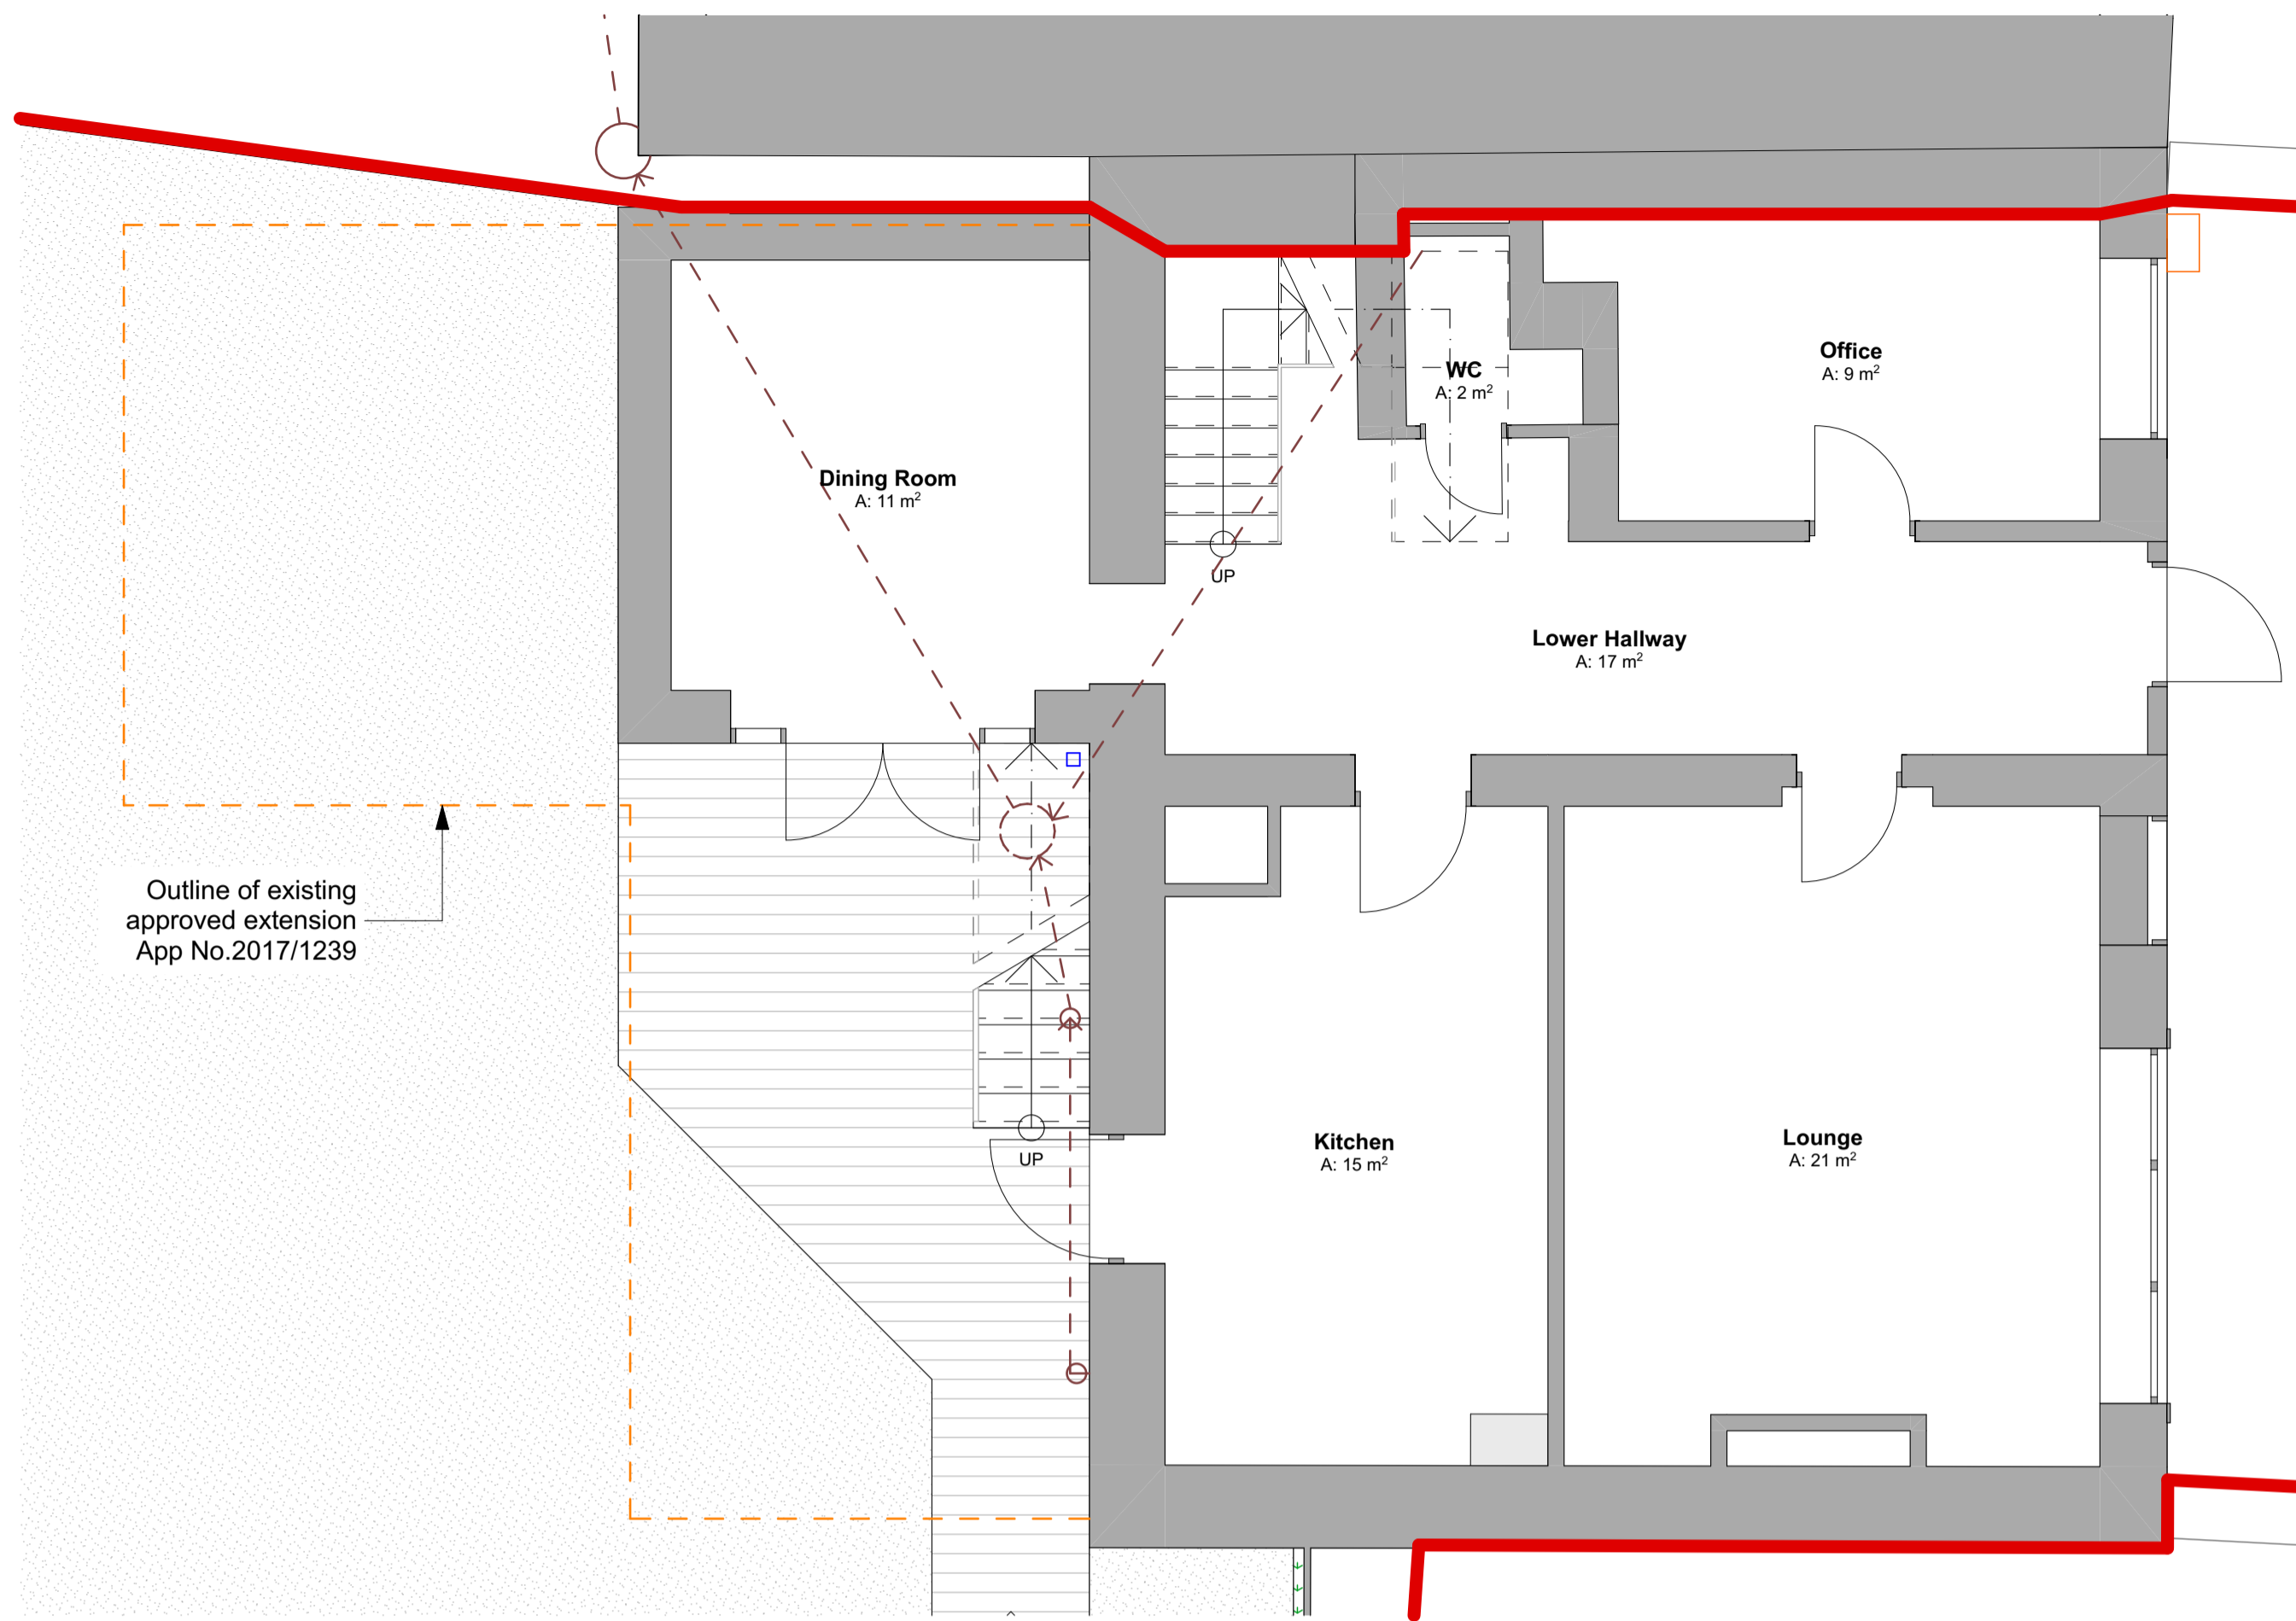 WC
A: 2 m²
Office
A: 9 m²
Dining Room
A: 11 m²
UP
Lower Hallway
A: 17 m²
Outline of existing
approved extension
App No.2017/1239
UP
Kitchen
A: 15 m²
Lounge
A: 21 m²